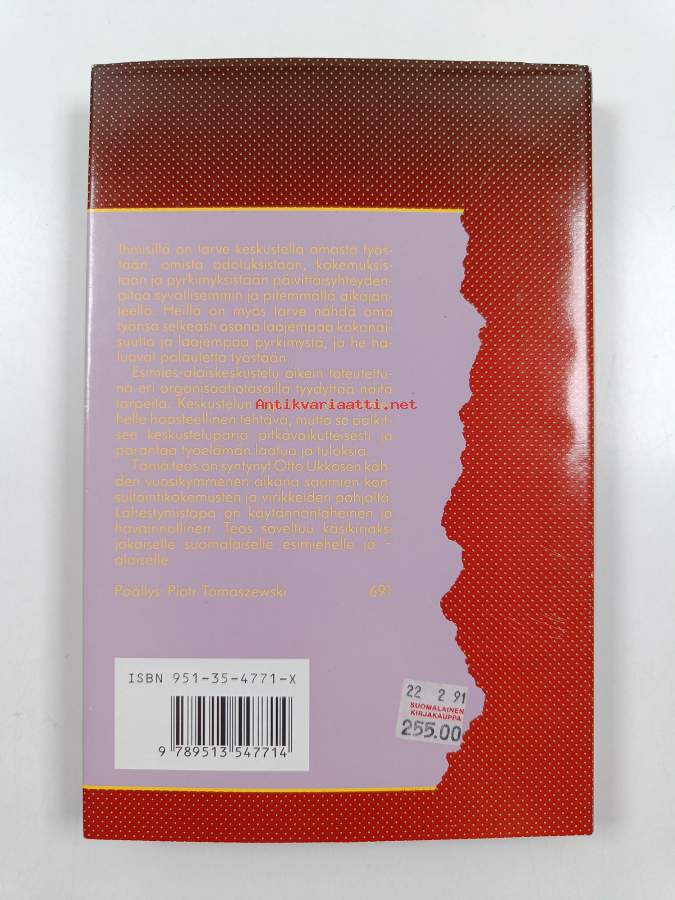 Ihmisillä on tarve keskustella omasta työs-
tään, omista odotuksistaan, kokemuksis-
taan ja pyrkimyksistään päivittäisyhteyden-
pitoa syvällisemmin ja pitemmällä aikajän-
teellä. Heillä on myös tarve nähdä oma
työnsä selkeästi osana laajempaa kokonai-
suutta ja laajempaa pyrkimystä, ja he ha-
luavat palautetta työstään.
Esimies-alaiskeskustelu oikein toteutettu-
na eri organisaatiotasoilla tyydyttää näitä
tarpeita. Keskustelun
Antikvariaatti.net
helle haasteellinen tehtävä, mutta se palkit-
see keskusteluparia pitkävaikutteisesti ja
parantaa työelämän laatua ja tuloksia.
Tämä teos on syntynyt Otto Ukkosen kah-
den vuosikymmenen aikana saamien kon-
sultointikokemusten ja virikkeiden pohjalta.
Lähestymistapa on käytännönläheinen ja
havainnollinen. Teos soveltuu käsikirjaksi
jokaiselle suomalaiselle esimiehelle ja -
alaiselle.
Päällys Piotr Tomaszewski 691
ISBN 951-35-4771-X
9 789513 547714
22 2 91
SUOMALAINEN
KIRJAKAUPPA
255.00